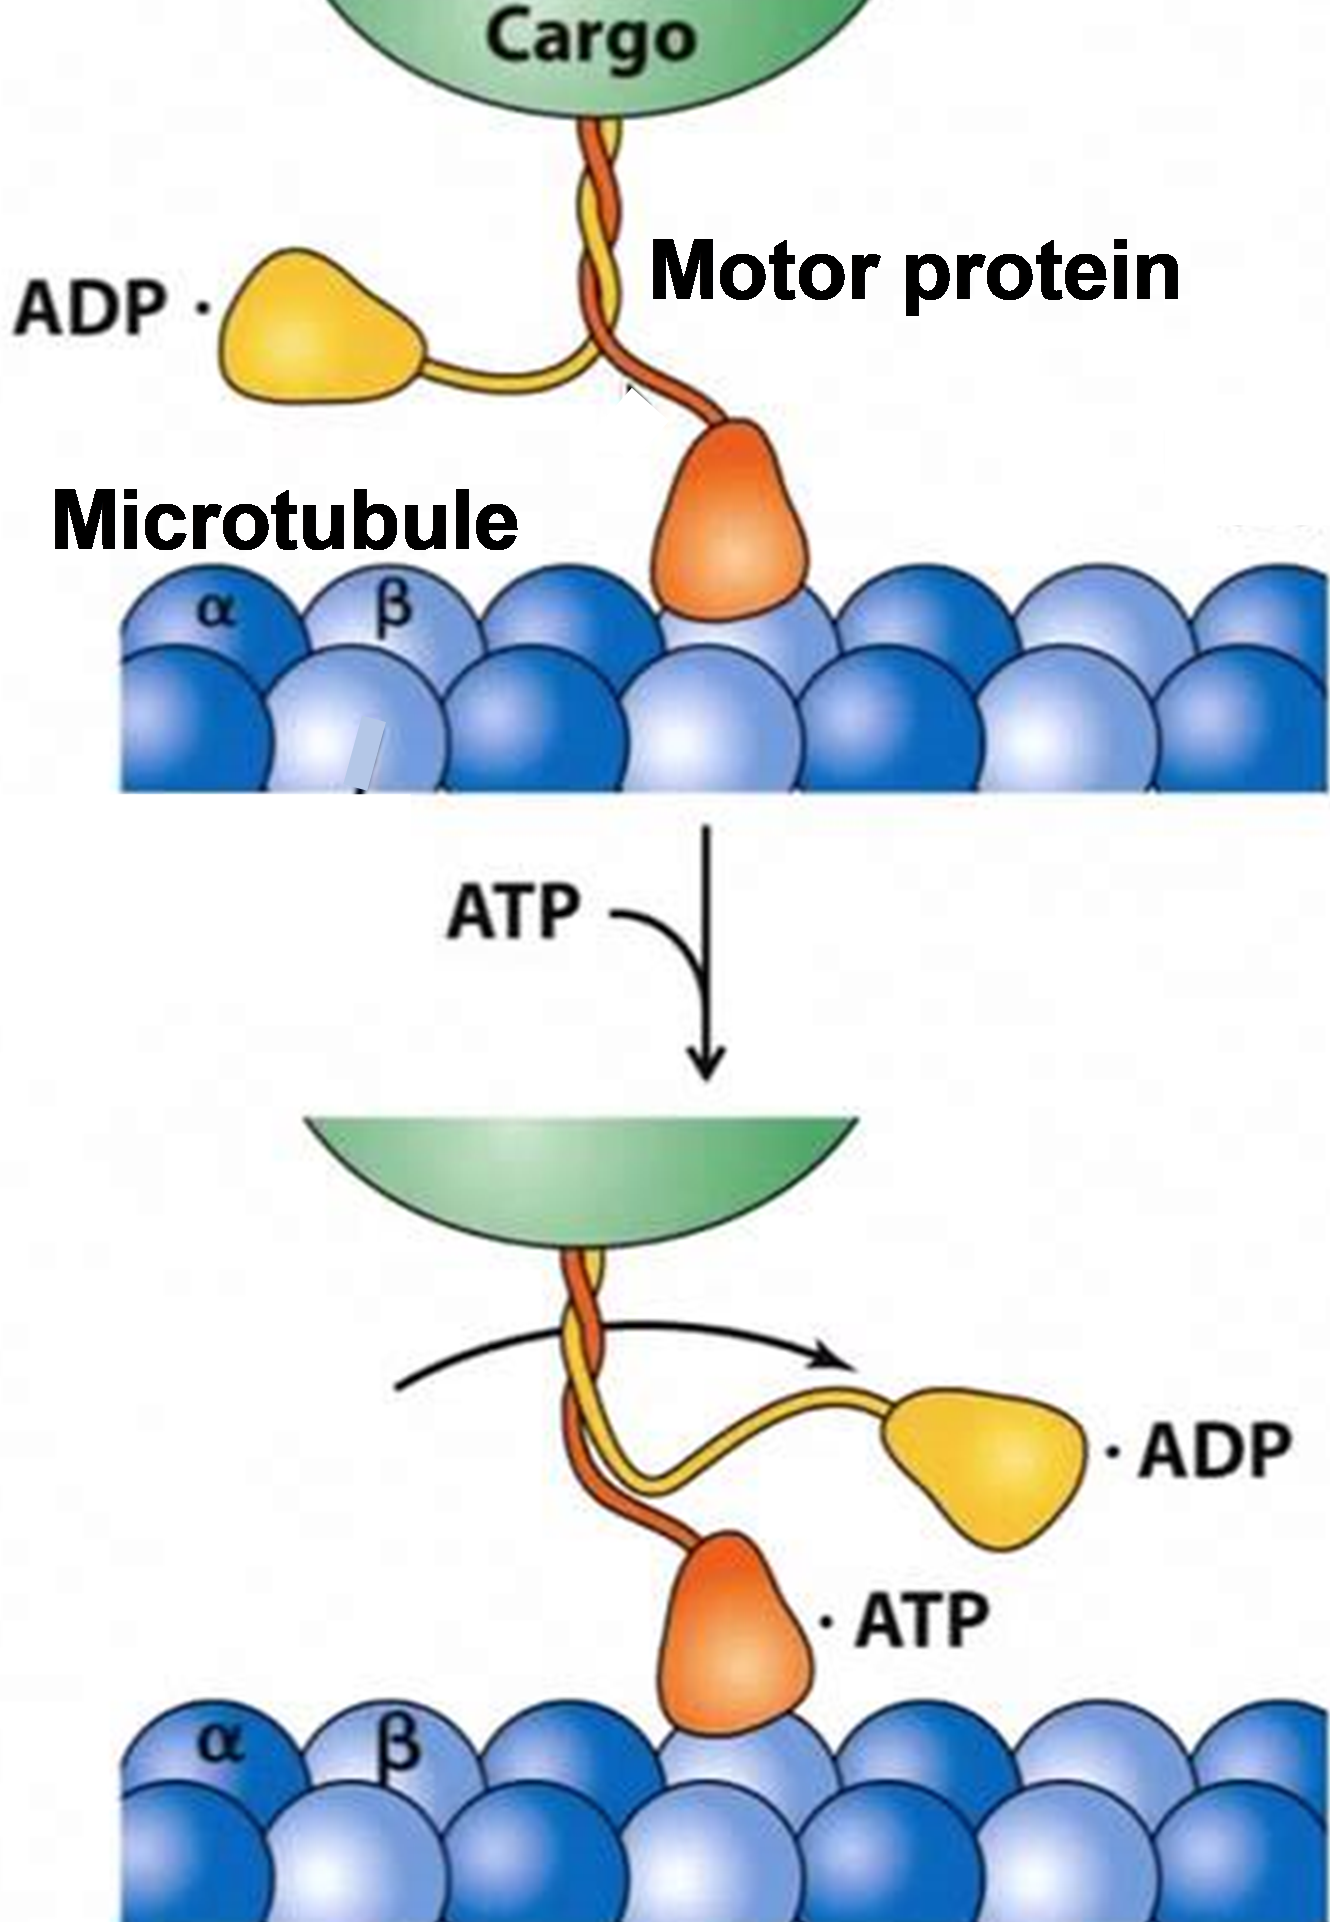 Cargo
Motor protein
ADP ·
Microtubule
α β
ATP
· ADP
· ATP
α β